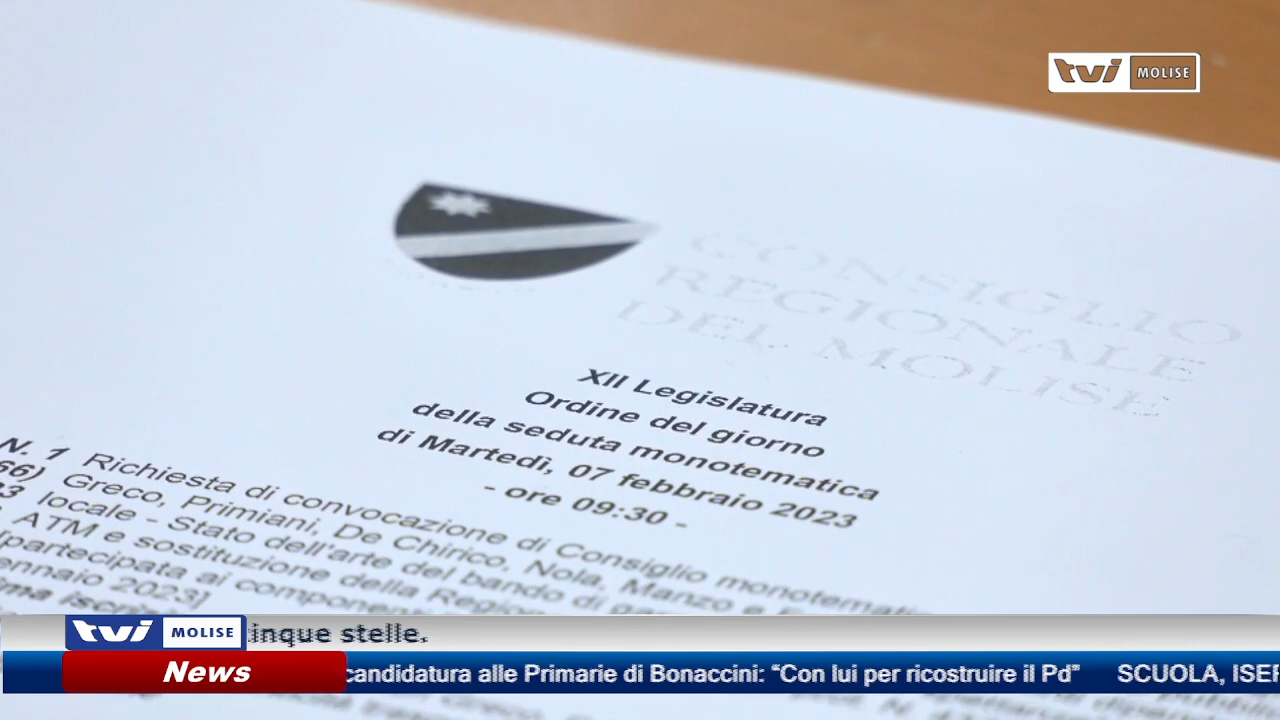 tvi MOLISE
CONSIGLIO
REGIONALE
DEL MOLISE
XII Legislatura
Ordine del giorno
della seduta monotematica
di Martedì, 07 febbraio 2023
- ore 09:30 -
N. 1 Richiesta di convocazione di Consiglio monotematico
66) Greco, Primiani, De Chirico, Nola, Manzo e
locale - Stato dell'arte del bando di
ATM e sostituzione della
[partecipata ai
ennaio 2023]
tvi MOLISE inque stelle.
News candidatura alle Primarie di Bonaccini: “Con lui per ricostruire il Pd” SCUOLA, ISER